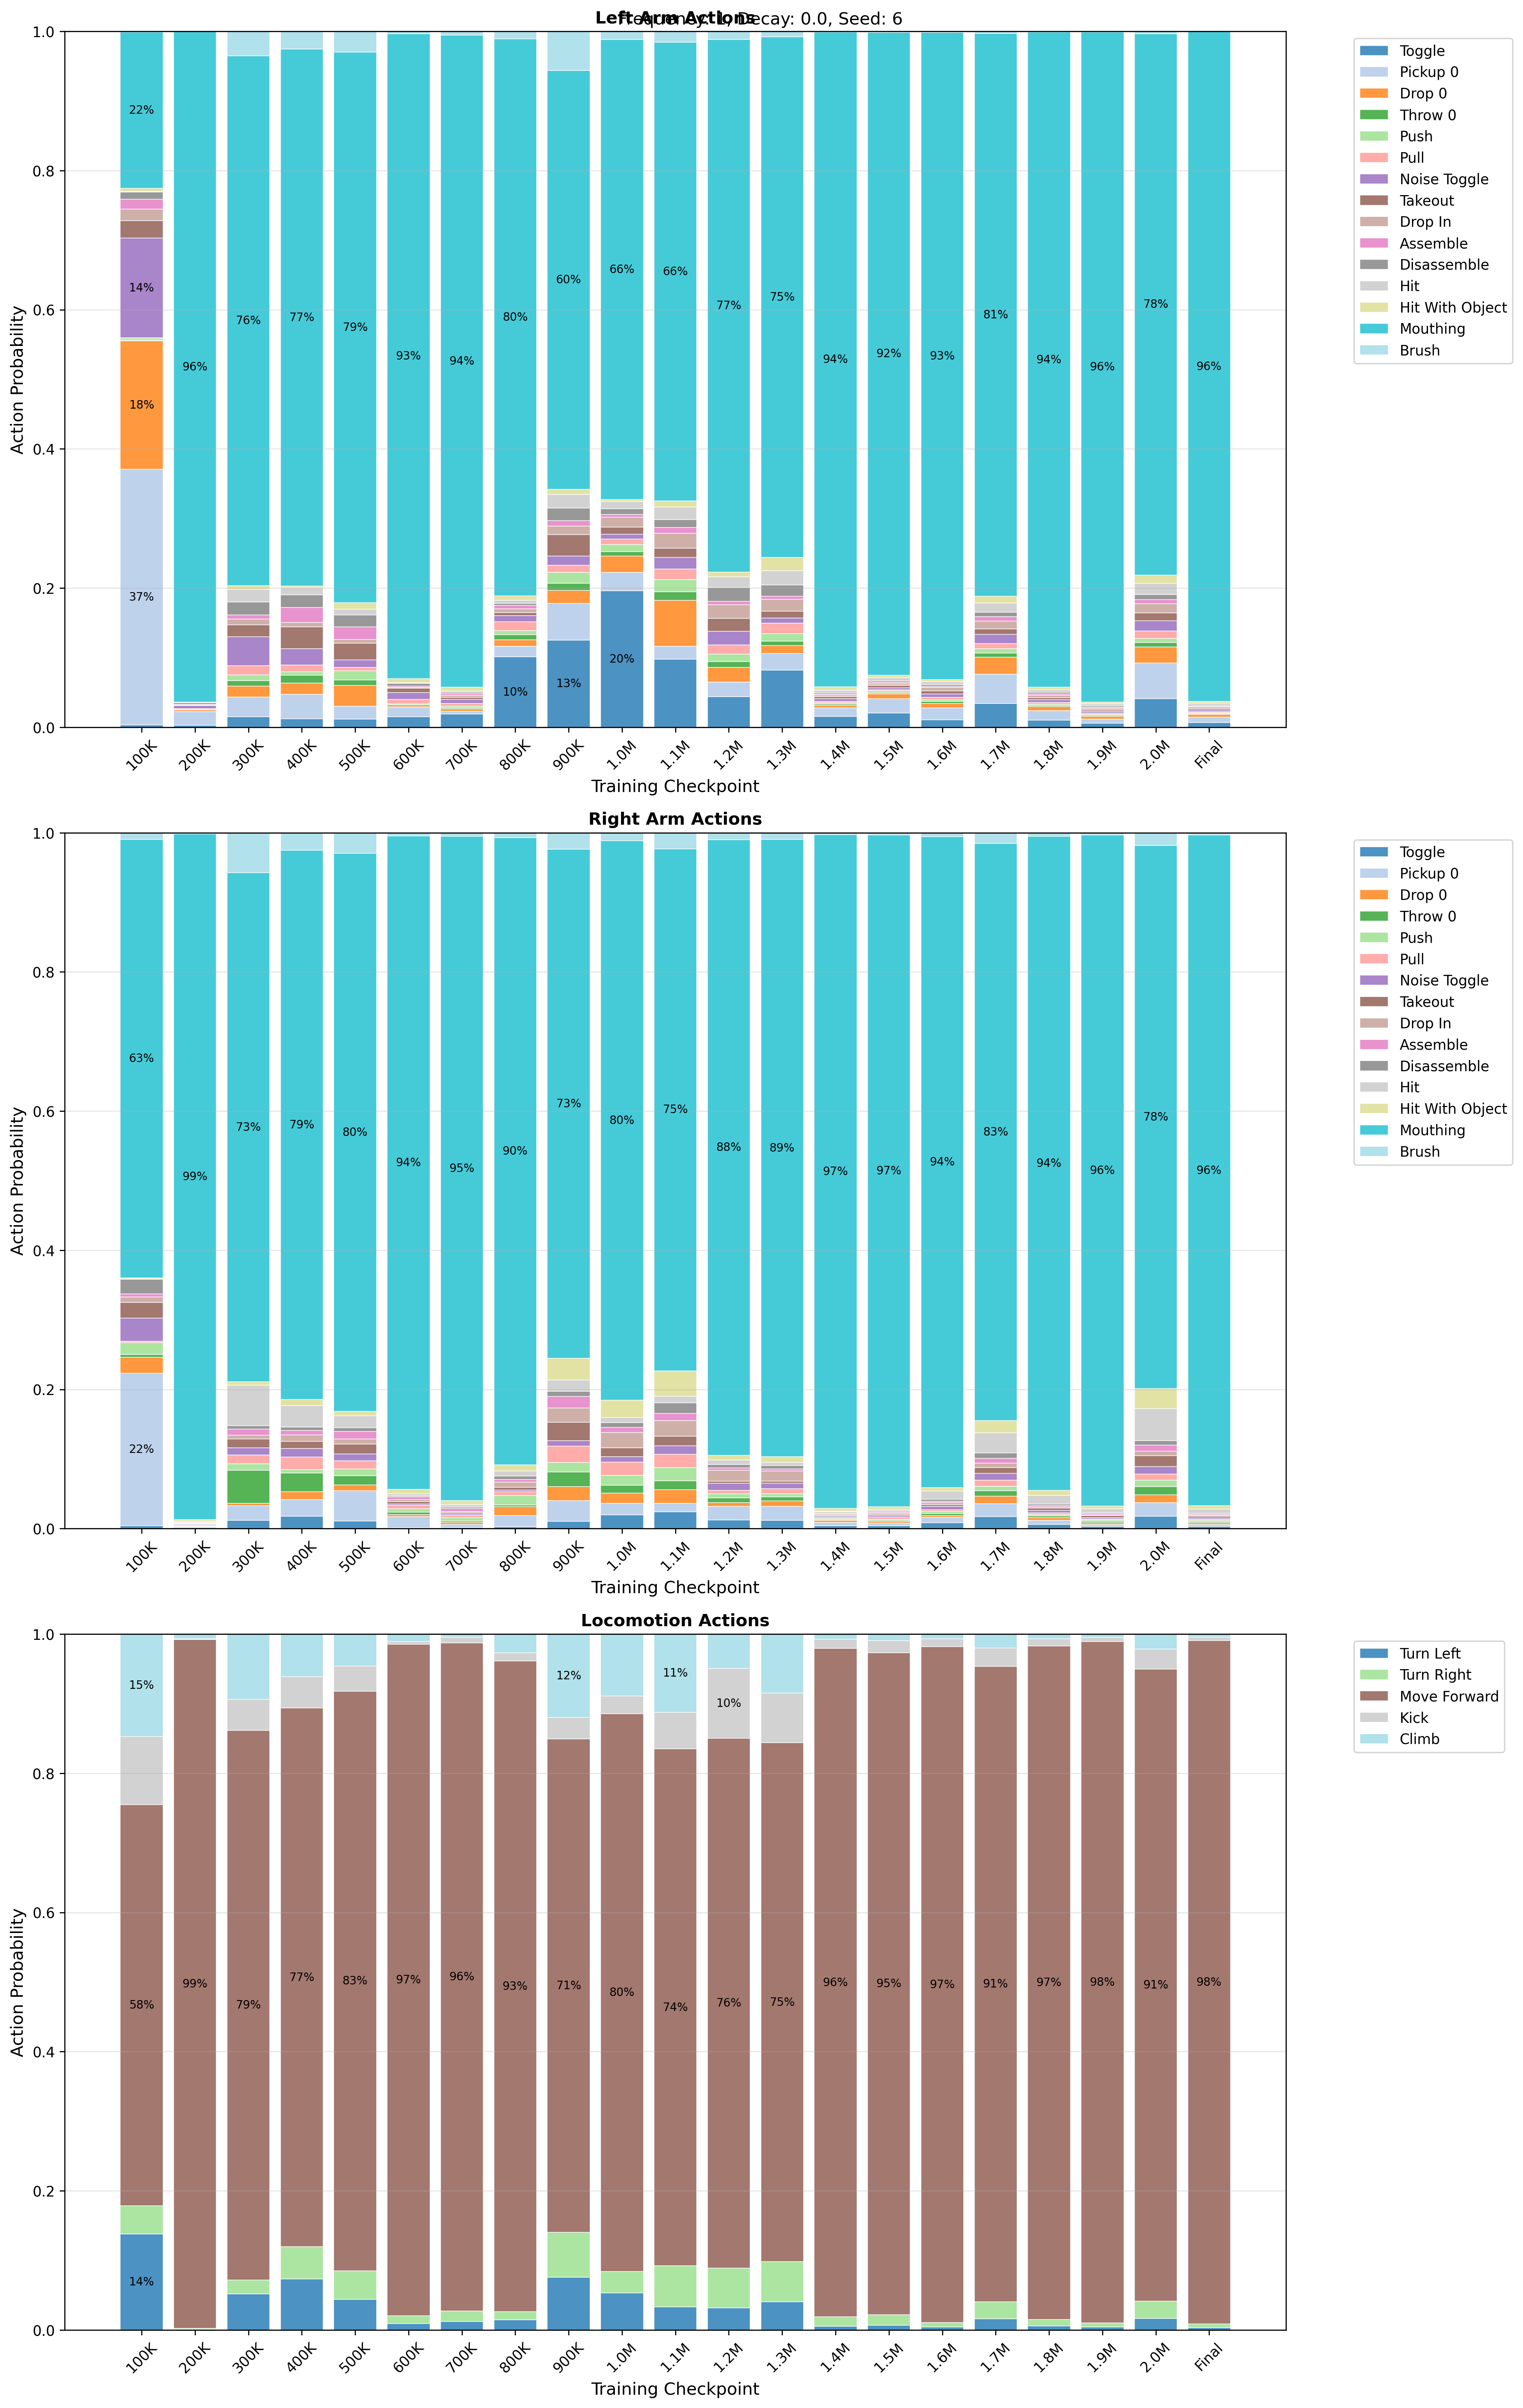 Left Arm Actions
Frequency: 1, Decay: 0.0, Seed: 6
Action Probability
1.0
0.8
0.6
0.4
0.2
0.0
22%
14%
18%
37%
96%
76%
77%
79%
93%
94%
80%
10%
60%
13%
66%
20%
66%
77%
75%
94%
92%
93%
81%
94%
96%
78%
96%
100K
200K
300K
400K
500K
600K
700K
800K
900K
1.0M
1.1M
1.2M
1.3M
1.4M
1.5M
1.6M
1.7M
1.8M
1.9M
2.0M
Final
Training Checkpoint
Toggle
Pickup 0
Drop 0
Throw 0
Push
Pull
Noise Toggle
Takeout
Drop In
Assemble
Disassemble
Hit
Hit With Object
Mouthing
Brush
Right Arm Actions
Action Probability
1.0
0.8
0.6
0.4
0.2
0.0
63%
22%
99%
73%
79%
80%
94%
95%
90%
73%
80%
75%
88%
89%
97%
97%
94%
83%
94%
96%
78%
96%
100K
200K
300K
400K
500K
600K
700K
800K
900K
1.0M
1.1M
1.2M
1.3M
1.4M
1.5M
1.6M
1.7M
1.8M
1.9M
2.0M
Final
Training Checkpoint
Toggle
Pickup 0
Drop 0
Throw 0
Push
Pull
Noise Toggle
Takeout
Drop In
Assemble
Disassemble
Hit
Hit With Object
Mouthing
Brush
Locomotion Actions
Action Probability
1.0
0.8
0.6
0.4
0.2
0.0
15%
58%
14%
99%
79%
77%
83%
97%
96%
93%
12%
71%
80%
11%
74%
10%
76%
75%
96%
95%
97%
91%
97%
98%
91%
98%
100K
200K
300K
400K
500K
600K
700K
800K
900K
1.0M
1.1M
1.2M
1.3M
1.4M
1.5M
1.6M
1.7M
1.8M
1.9M
2.0M
Final
Training Checkpoint
Turn Left
Turn Right
Move Forward
Kick
Climb